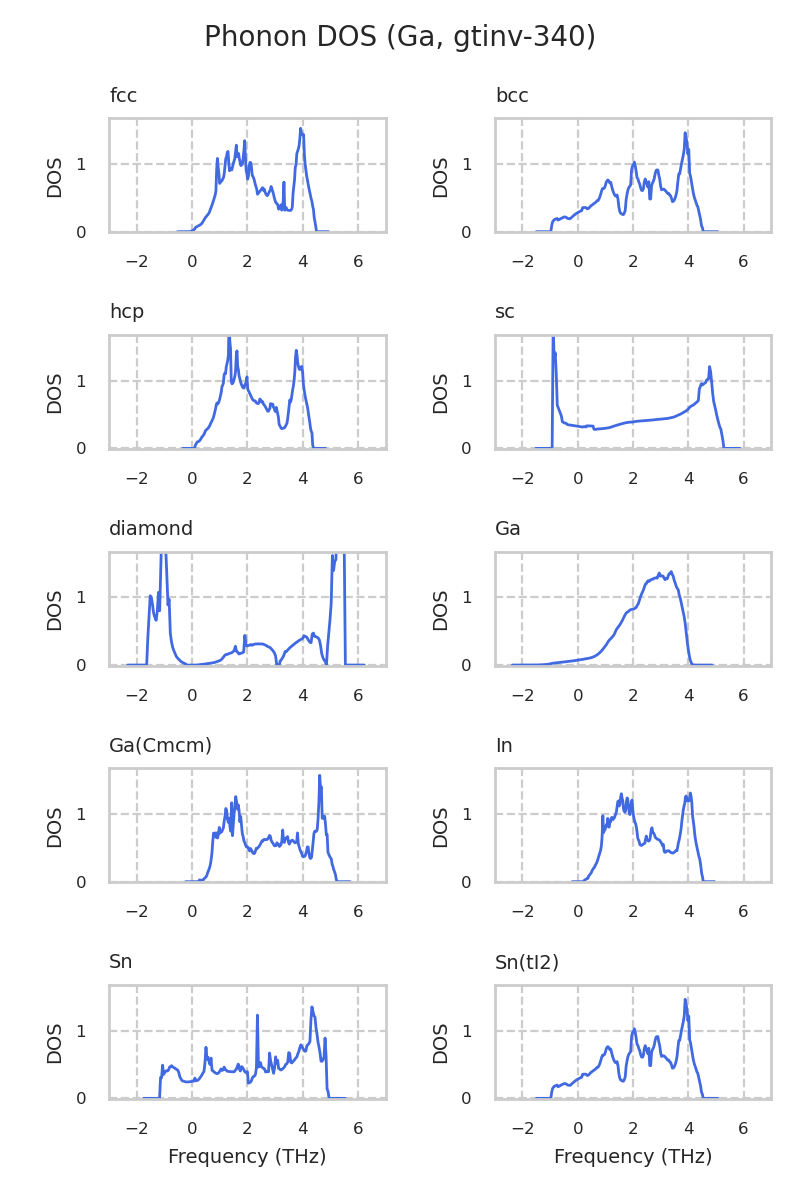 Phonon DOS (Ga, gtinv-340)
fcc
DOS
1
0
−2 0 2 4 6
bcc
DOS
1
0
−2 0 2 4 6
hcp
DOS
1
0
−2 0 2 4 6
sc
DOS
1
0
−2 0 2 4 6
diamond
DOS
1
0
−2 0 2 4 6
Ga
DOS
1
0
−2 0 2 4 6
Ga(Cmcm)
DOS
1
0
−2 0 2 4 6
In
DOS
1
0
−2 0 2 4 6
Sn
DOS
1
0
−2 0 2 4 6
Frequency (THz)
Sn(tI2)
DOS
1
0
−2 0 2 4 6
Frequency (THz)